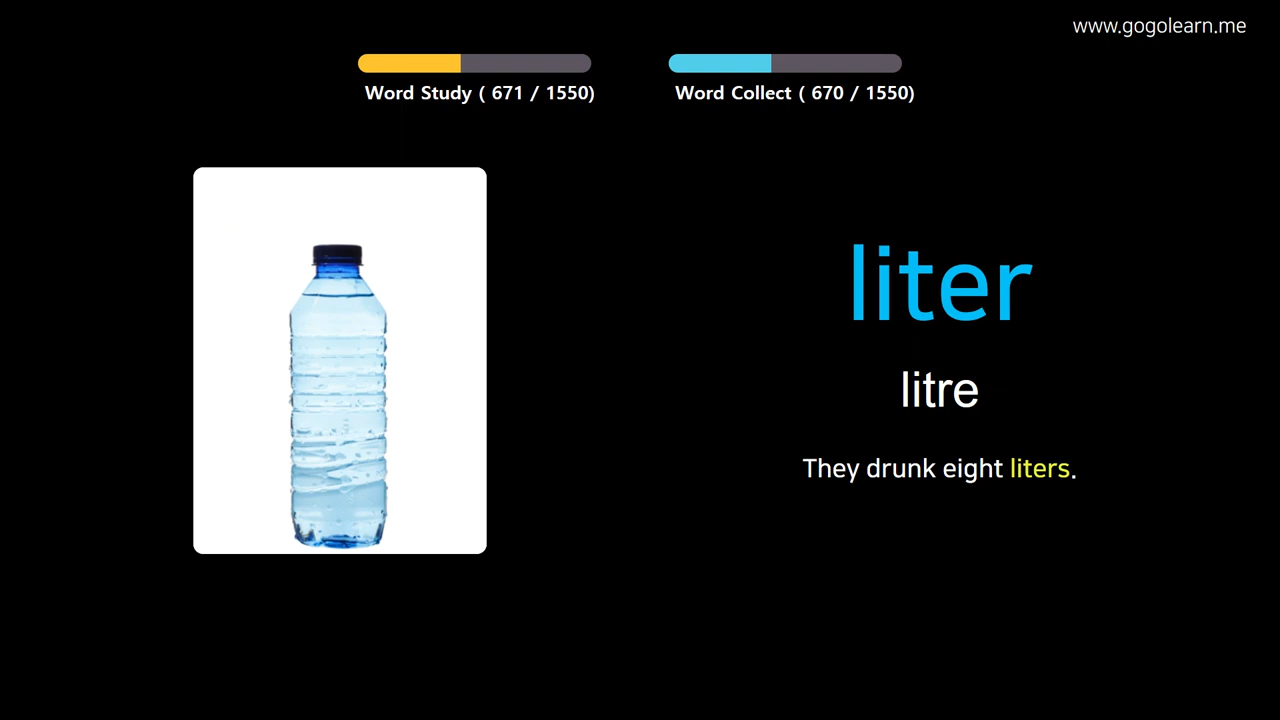 www.gogolearn.me
Word Study ( 671 / 1550)
Word Collect ( 670 / 1550)
liter
litre
They drunk eight liters.